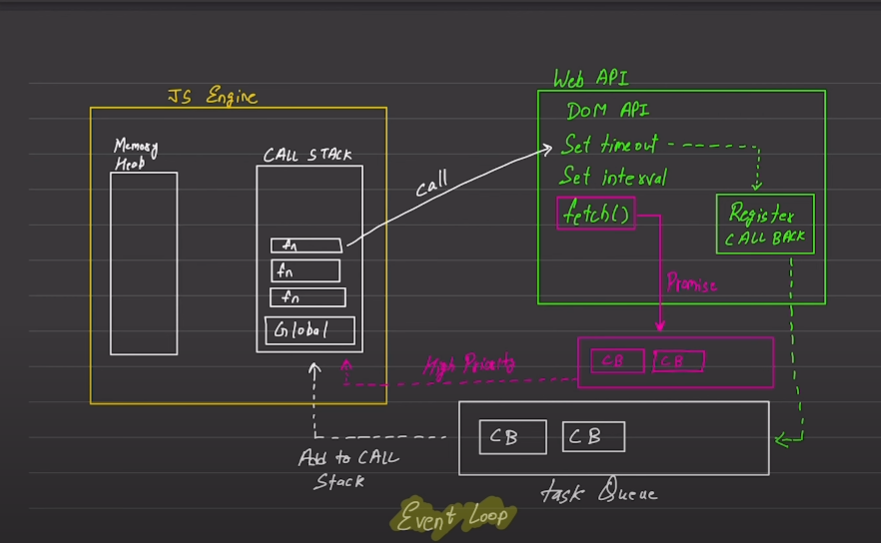 JS Engine
Memory
Heab
CALL STACK
fn
fn
fn
Global
call
Web API
DOM API
Set timeout
Set interval
fetch()
Register
CALL BACK
Promise
High Priority
CB
CB
CB
CB
Add to CALL
Stack
task Queue
Event Loop